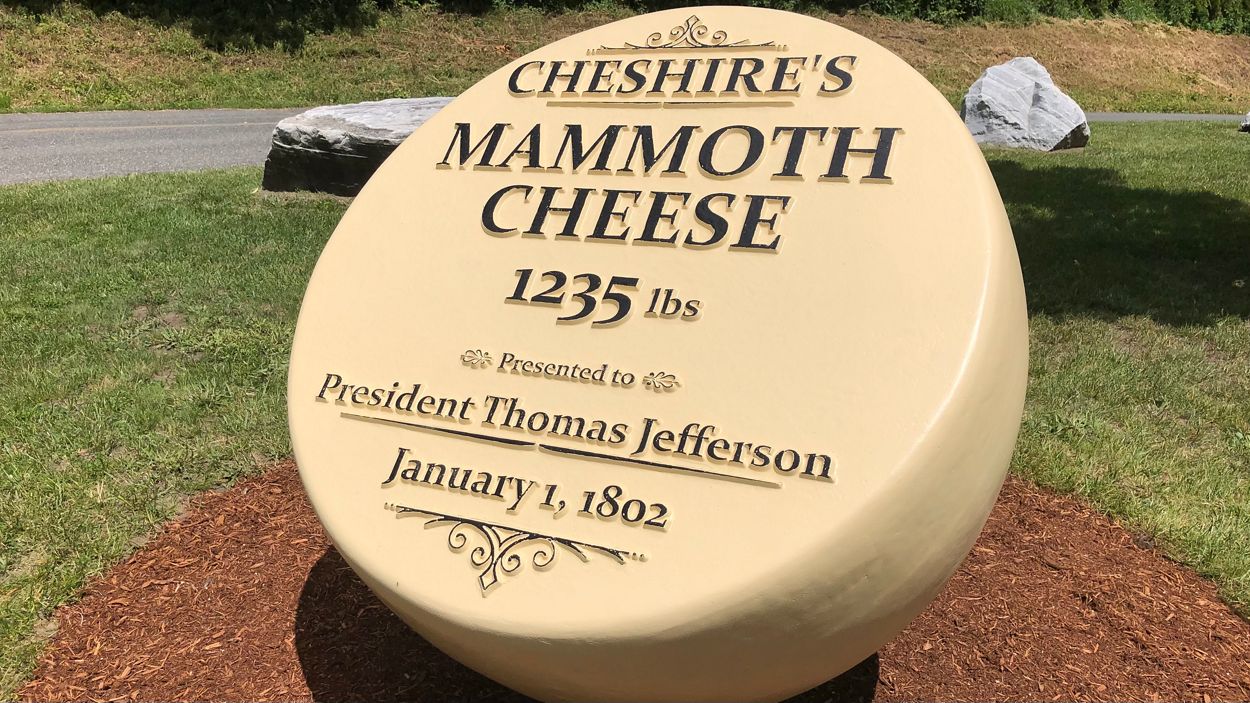 CHESHIRE'S
MAMMOTH
CHEESE
1235 lbs
Presented to
President Thomas Jefferson
January 1, 1802